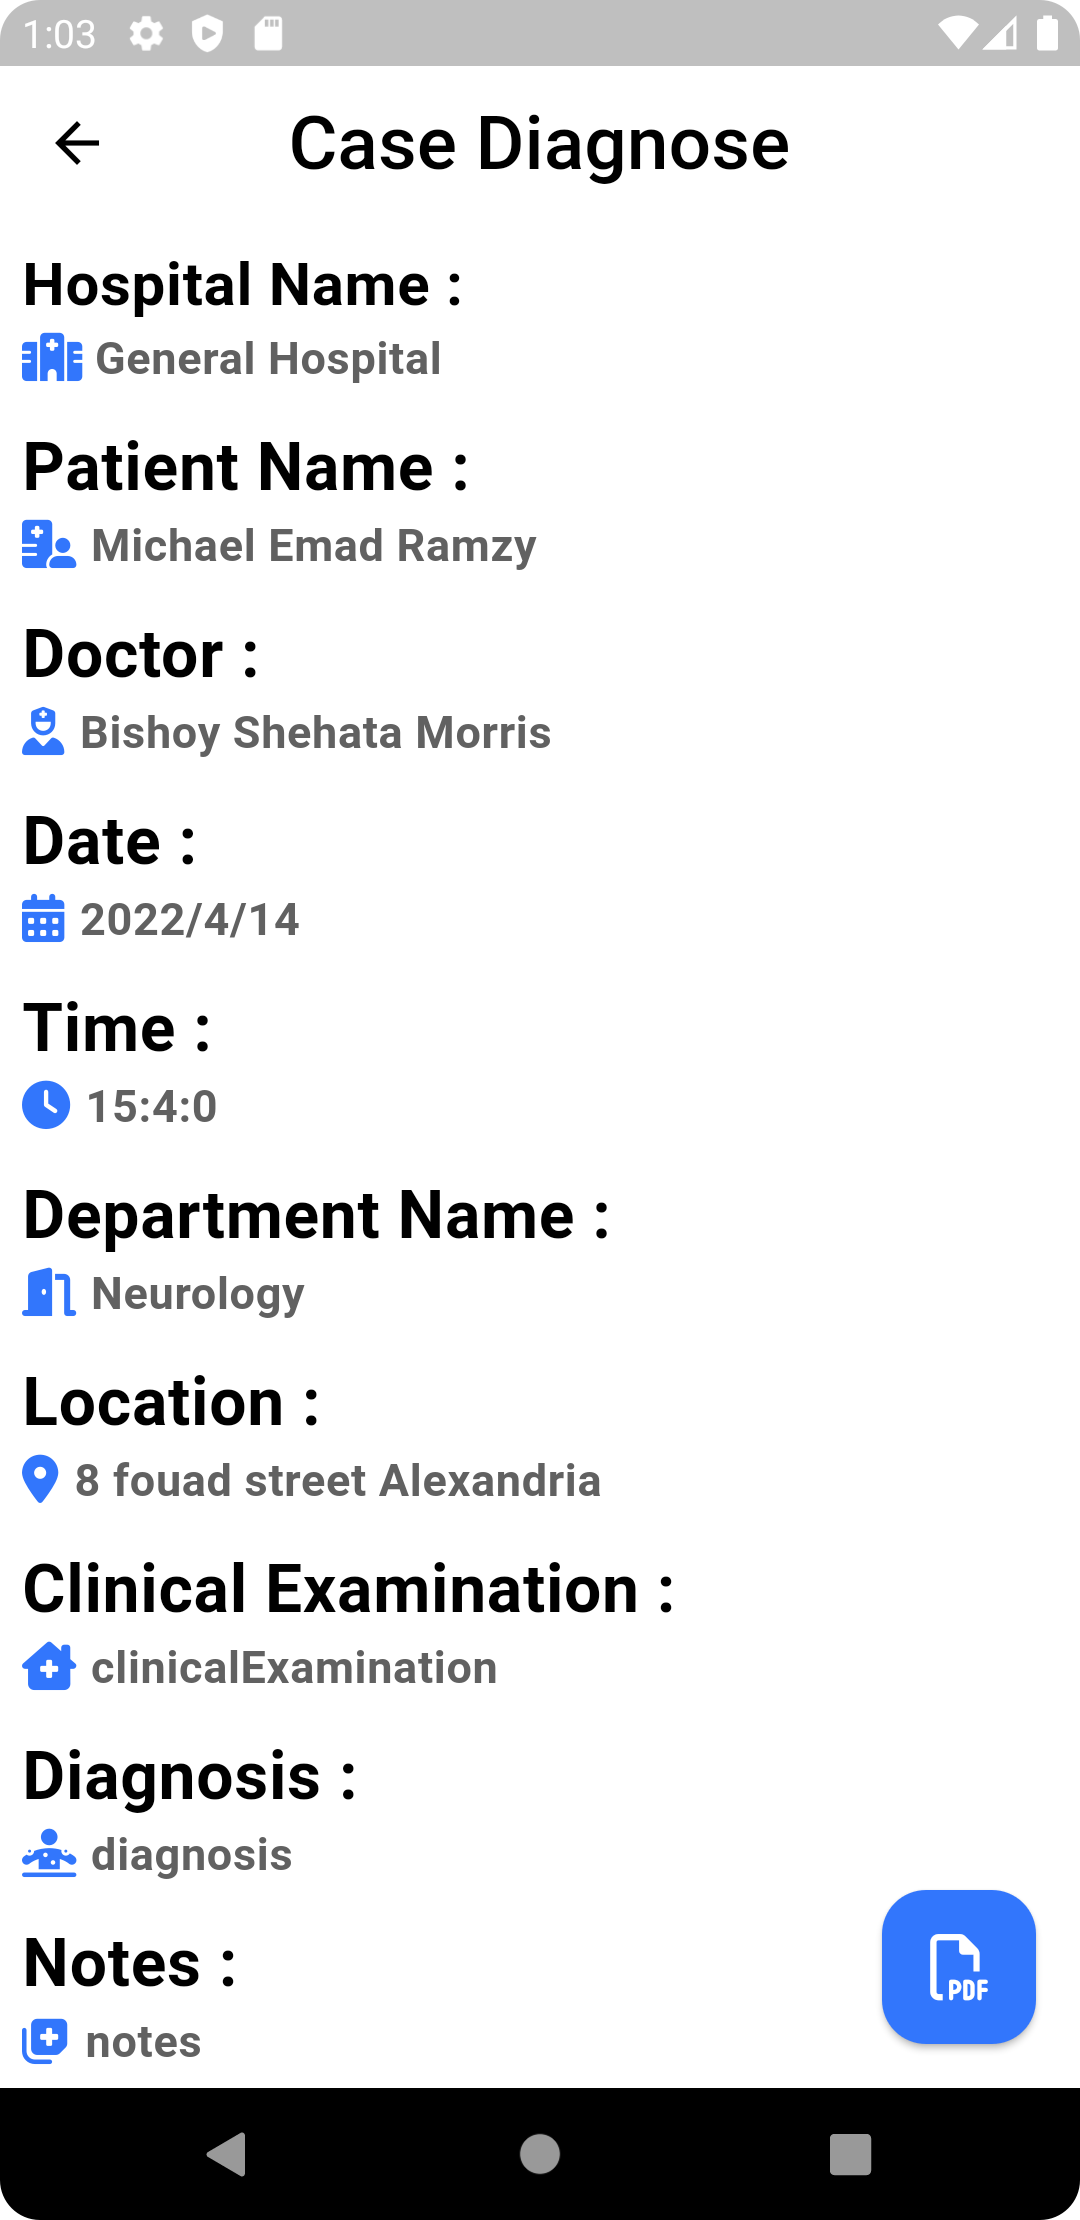 1:03
Case Diagnose
Hospital Name :
General Hospital
Patient Name :
Michael Emad Ramzy
Doctor :
Bishoy Shehata Morris
Date :
2022/4/14
Time :
15:4:0
Department Name :
Neurology
Location :
8 fouad street Alexandria
Clinical Examination :
clinicalExamination
Diagnosis :
diagnosis
Notes :
notes
PDF